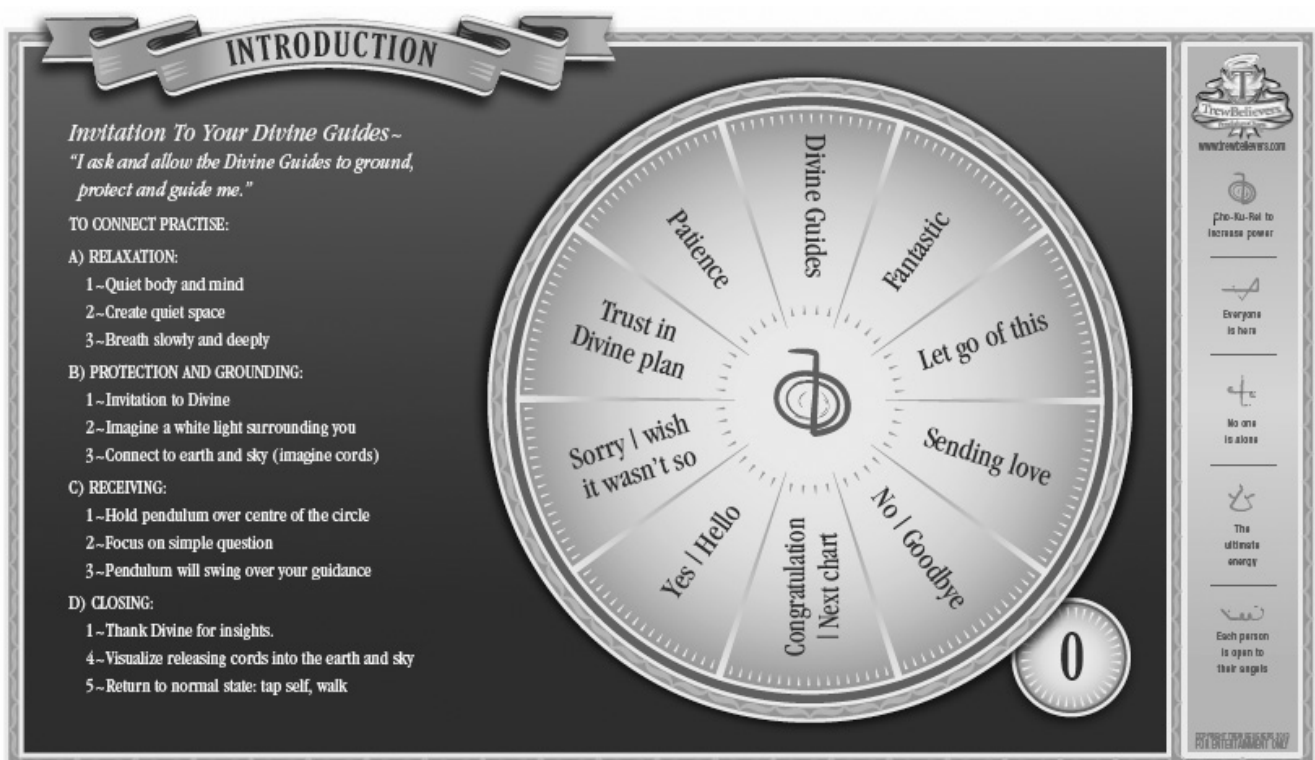 INTRODUCTION
Invitation To Your Divine Guides~
“I ask and allow the Divine Guides to ground,
protect and guide me.”
TO CONNECT PRACTISE:
A) RELAXATION:
1~Quiet body and mind
2~Create quiet space
3~Breath slowly and deeply
B) PROTECTION AND GROUNDING:
1~Invitation to Divine
2~Imagine a white light surrounding you
3~Connect to earth and sky (imagine cords)
C) RECEIVING:
1~Hold pendulum over centre of the circle
2~Focus on simple question
3~Pendulum will swing over your guidance
D) CLOSING:
1~Thank Divine for insights.
4~Visualize releasing cords into the earth and sky
5~Return to normal state: tap self, walk
Divine Guides
Fantastic
Let go of this
Sending love
No | Goodbye
Congratulation
| Next chart
Yes | Hello
Sorry | wish
it wasn't so
Trust in
Divine plan
Patience
0
T
TrewBelievers
www.trewbelievers.com
Cho-Ku-Rei to
increase power
Everyone
is here
No one
is alone
The
ultimate
energy
Each person
is open to
their angels
FOR ENTERTAINMENT ONLY